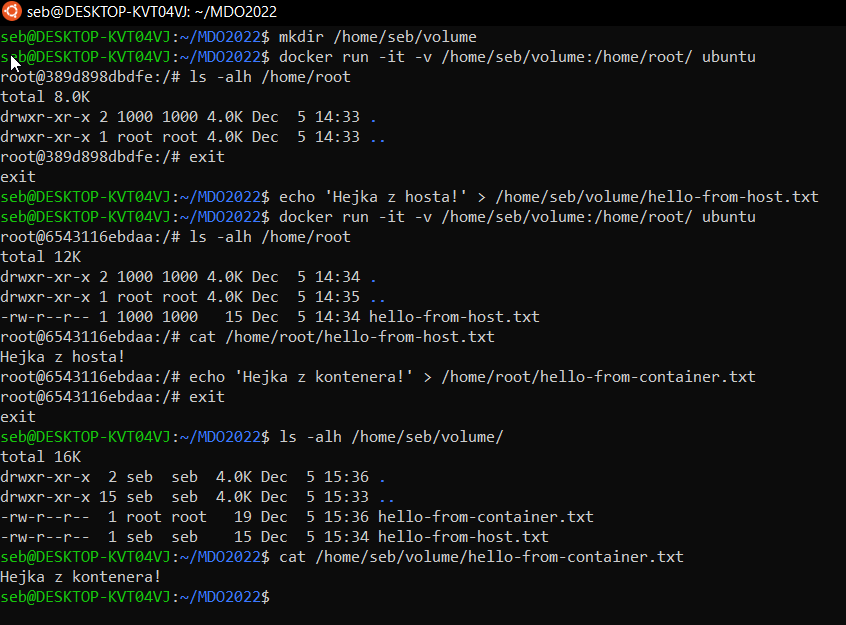 seb@DESKTOP-KVT04VJ: ~/MDO2022
seb@DESKTOP-KVT04VJ:~/MDO2022$ mkdir /home/seb/volume
seb@DESKTOP-KVT04VJ:~/MDO2022$ docker run -it -v /home/seb/volume:/home/root/ ubuntu
root@389d898dbdfe:/# ls -alh /home/root
total 8.0K
drwxr-xr-x 2 1000 1000 4.0K Dec  5 14:33 .
drwxr-xr-x 1 root root 4.0K Dec  5 14:33 ..
root@389d898dbdfe:/# exit
exit
seb@DESKTOP-KVT04VJ:~/MDO2022$ echo 'Hejka z hosta!' > /home/seb/volume/hello-from-host.txt
seb@DESKTOP-KVT04VJ:~/MDO2022$ docker run -it -v /home/seb/volume:/home/root/ ubuntu
root@6543116ebdaa:/# ls -alh /home/root
total 12K
drwxr-xr-x 2 1000 1000 4.0K Dec  5 14:34 .
drwxr-xr-x 1 root root 4.0K Dec  5 14:35 ..
-rw-r--r-- 1 1000 1000   15 Dec  5 14:34 hello-from-host.txt
root@6543116ebdaa:/# cat /home/root/hello-from-host.txt
Hejka z hosta!
root@6543116ebdaa:/# echo 'Hejka z kontenera!' > /home/root/hello-from-container.txt
root@6543116ebdaa:/# exit
exit
seb@DESKTOP-KVT04VJ:~/MDO2022$ ls -alh /home/seb/volume/
total 16K
drwxr-xr-x  2 seb  seb  4.0K Dec  5 15:36 .
drwxr-xr-x 15 seb  seb  4.0K Dec  5 15:33 ..
-rw-r--r--  1 root root   19 Dec  5 15:36 hello-from-container.txt
-rw-r--r--  1 seb  seb    15 Dec  5 15:34 hello-from-host.txt
seb@DESKTOP-KVT04VJ:~/MDO2022$ cat /home/seb/volume/hello-from-container.txt
Hejka z kontenera!
seb@DESKTOP-KVT04VJ:~/MDO2022$